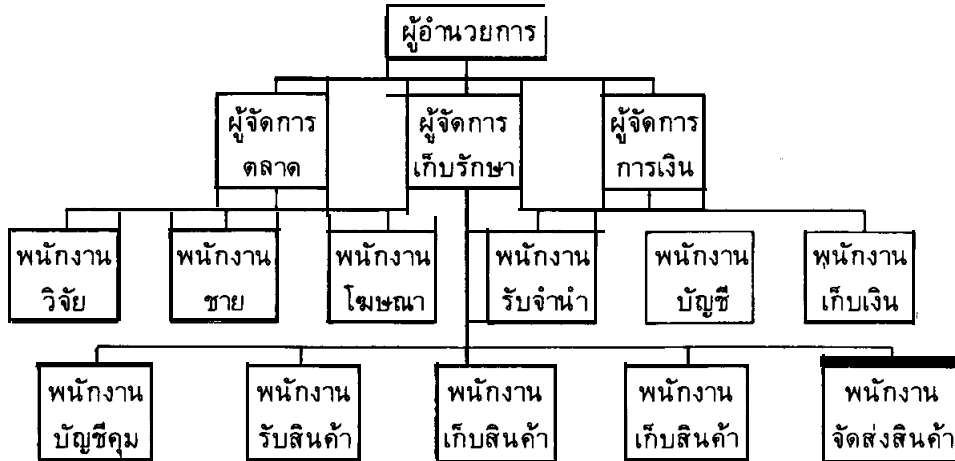 ผู้อำนวยการ
ผู้จัดการ
ตลาด
ผู้จัดการ
เก็บรักษา
ผู้จัดการ
การเงิน
พนักงาน
วิจัย
พนักงาน
ชาย
พนักงาน
โฆษณา
พนักงาน
รับจำนำ
พนักงาน
บัญชี
พนักงาน
เก็บเงิน
พนักงาน
บัญชีคุม
พนักงาน
รับสินค้า
พนักงาน
เก็บสินค้า
พนักงาน
เก็บสินค้า
พนักงาน
จัดส่งสินค้า